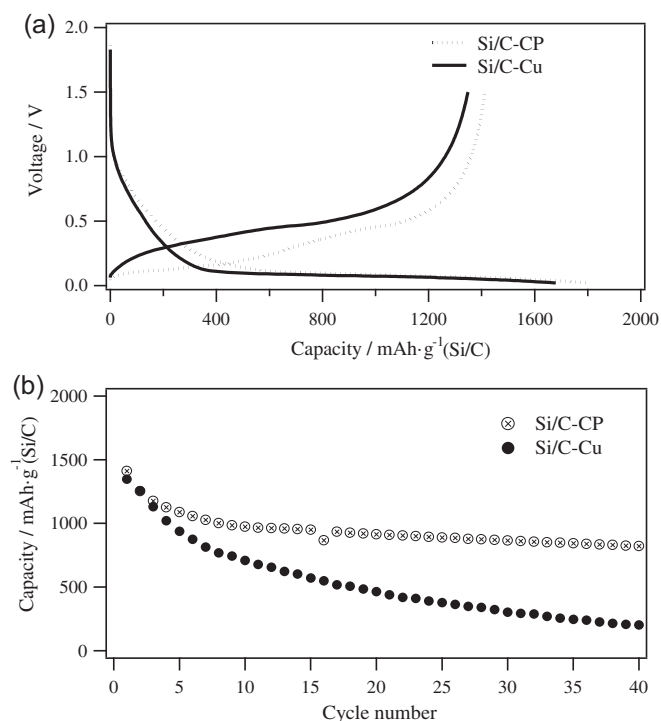 (a)
2.0
1.5
1.0
0.5
0.0
Voltage / V
Si/C-CP
Si/C-Cu
0 400 800 1200 1600 2000
Capacity / mAh·g⁻¹(Si/C)
(b)
2000
1500
1000
500
0
Capacity / mAh·g⁻¹(Si/C)
Si/C-CP
Si/C-Cu
0 5 10 15 20 25 30 35 40
Cycle number